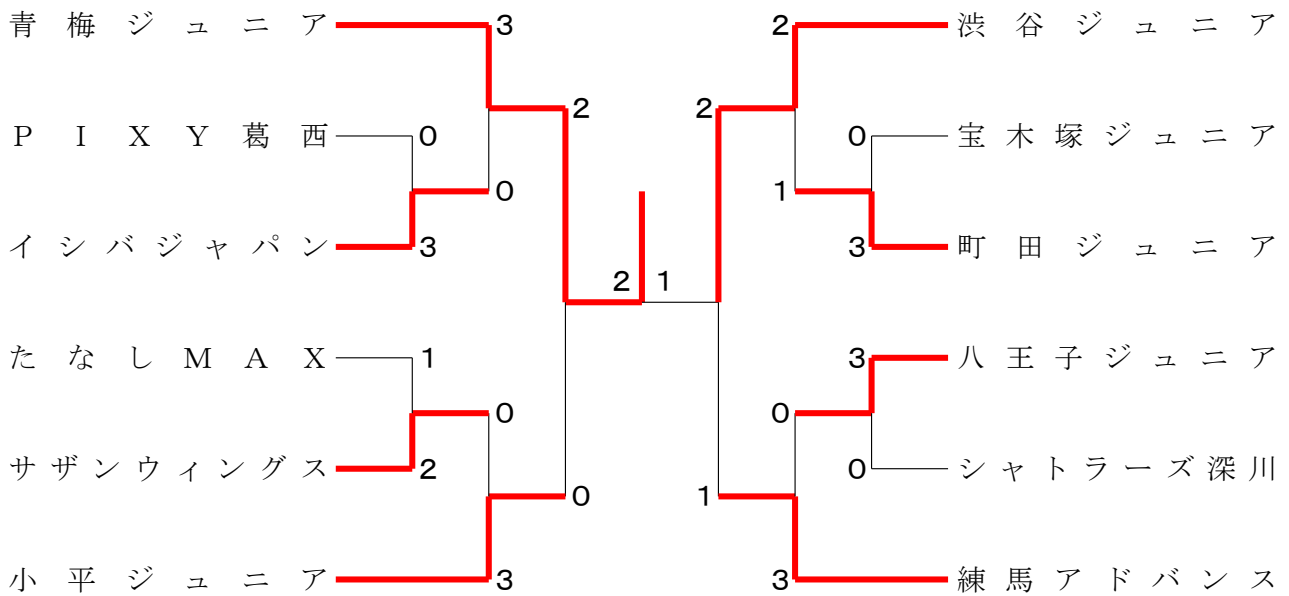 青梅ジュニア 3 2 渋谷ジュニア
2 2
PIXY葛西 0 0 宝木塚ジュニア
0 1
イシバジャパン 3 3 町田ジュニア
2 1
たなしMAX 1 3 八王子ジュニア
0 0
サザンウィングス 2 0 シャトラーズ深川
0 1
小平ジュニア 3 3 練馬アドバンス